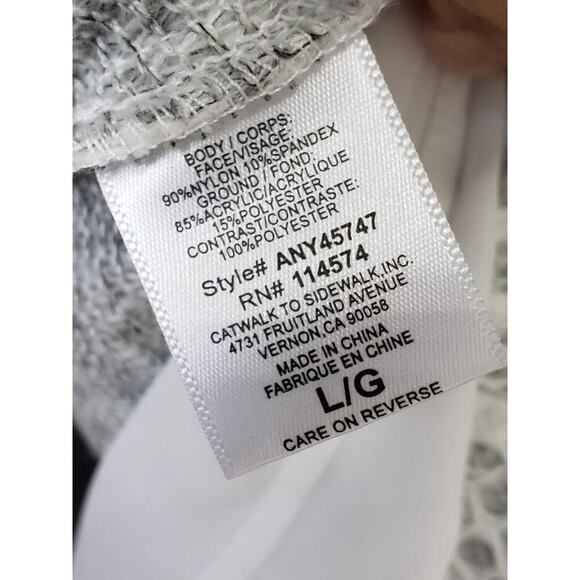 BODY / CORPS:
FACE/VISAGE:
90%NYLON 10%SPANDEX
GROUND / FOND:
85%ACRYLIC/ACRYLIQUE
15%POLYESTER
CONTRAST/CONTRASTE:
100%POLYESTER
Style# ANY45747
RN# 114574
CATWALK TO SIDEWALK,INC.
4731 FRUITLAND AVENUE
VERNON,CA 90058
MADE IN CHINA
FABRIQUE EN CHINE
L/G
CARE ON REVERSE